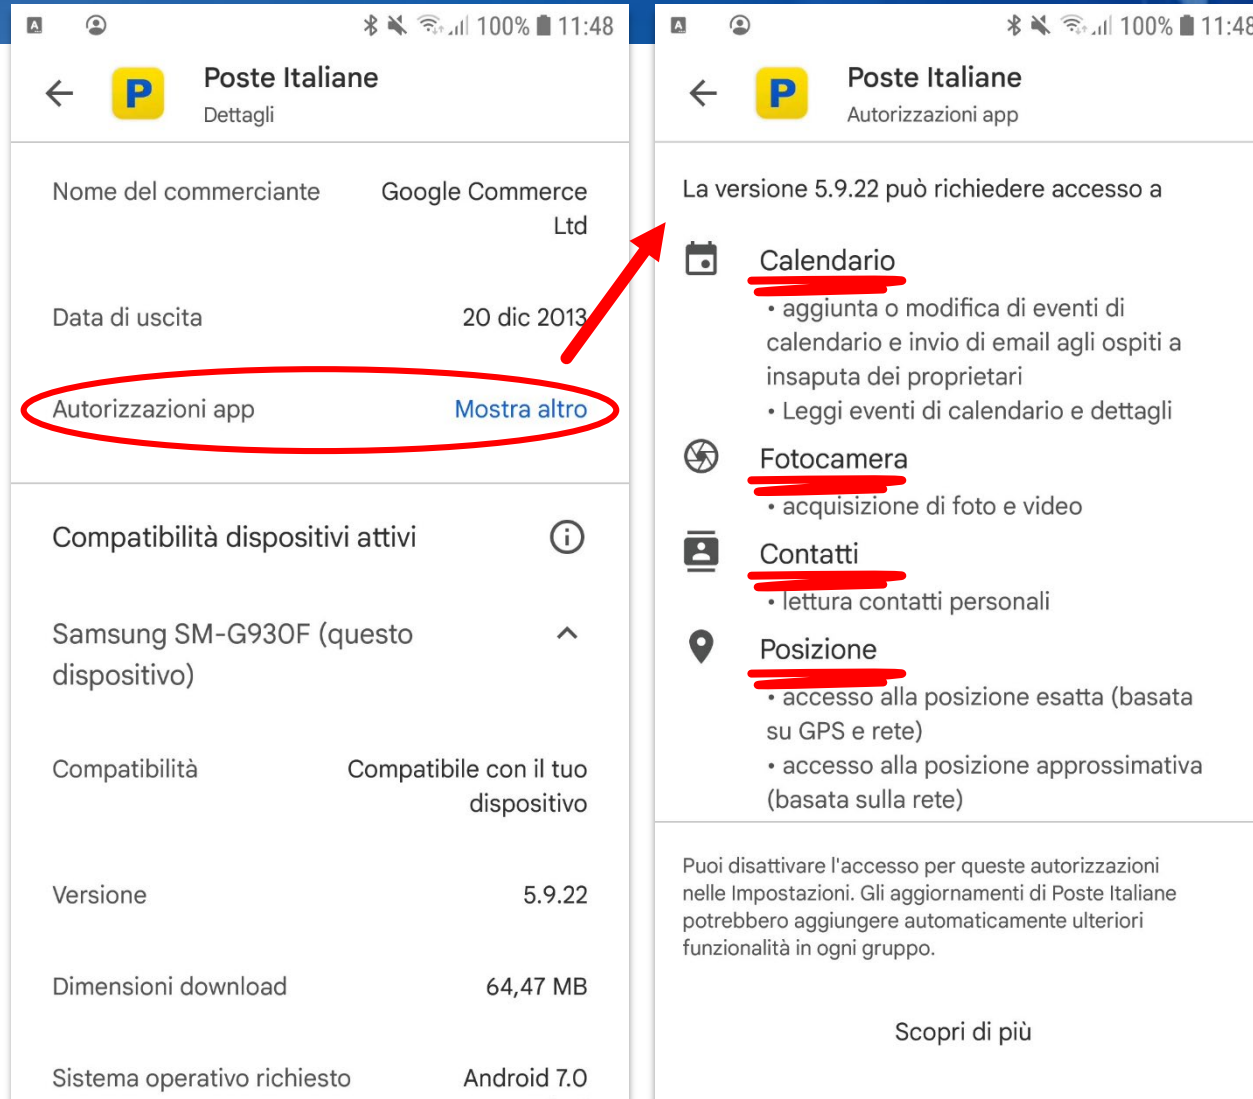 A
100% 11:48
P
Poste Italiane
Dettagli
Nome del commerciante
Google Commerce
Ltd
Data di uscita
20 dic 2013
Autorizzazioni app
Mostra altro
Compatibilità dispositivi attivi
Samsung SM-G930F (questo
dispositivo)
Compatibilità
Compatibile con il tuo
dispositivo
Versione
5.9.22
Dimensioni download
64,47 MB
Sistema operativo richiesto
Android 7.0
A
100% 11:48
P
Poste Italiane
Autorizzazioni app
La versione 5.9.22 può richiedere accesso a
Calendario
• aggiunta o modifica di eventi di
calendario e invio di email agli ospiti a
insaputa dei proprietari
• Leggi eventi di calendario e dettagli
Fotocamera
• acquisizione di foto e video
Contatti
• lettura contatti personali
Posizione
• accesso alla posizione esatta (basata
su GPS e rete)
• accesso alla posizione approssimativa
(basata sulla rete)
Puoi disattivare l'accesso per queste autorizzazioni
nelle Impostazioni. Gli aggiornamenti di Poste Italiane
potrebbero aggiungere automaticamente ulteriori
funzionalità in ogni gruppo.
Scopri di più